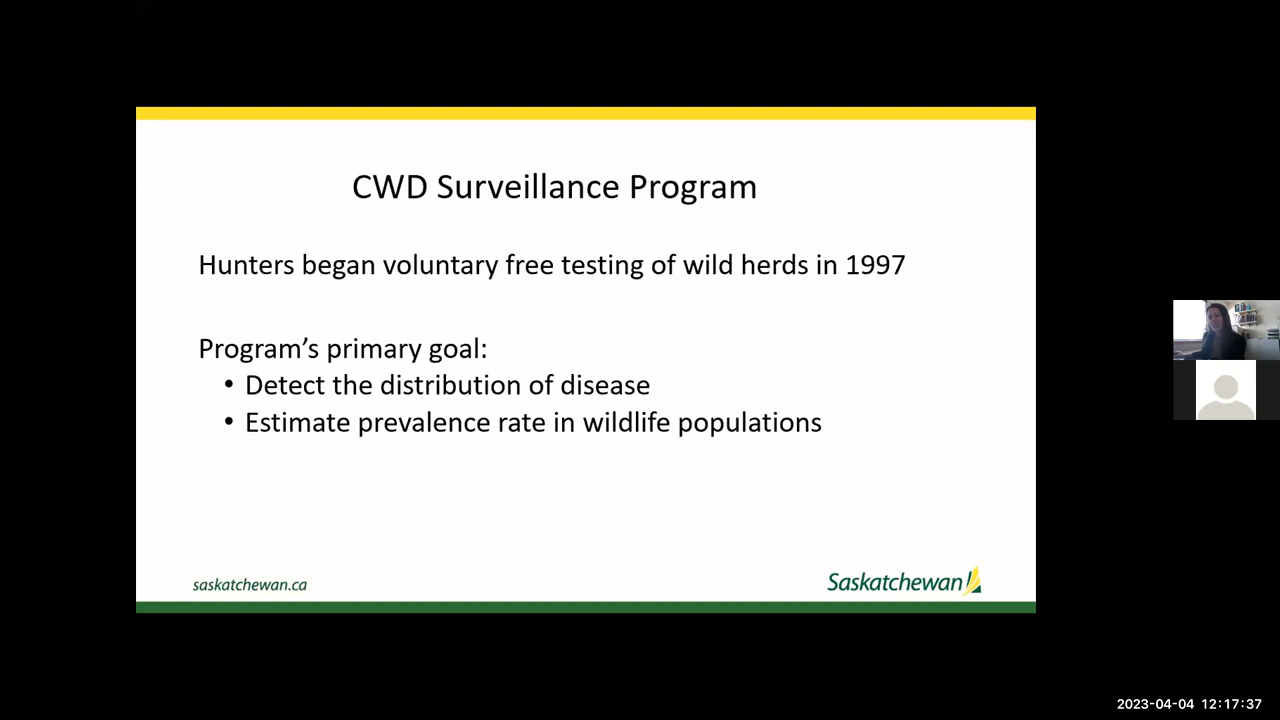 CWD Surveillance Program
Hunters began voluntary free testing of wild herds in 1997
Program’s primary goal:
• Detect the distribution of disease
• Estimate prevalence rate in wildlife populations
saskatchewan.ca
Saskatchewan
2023-04-04 12:17:37